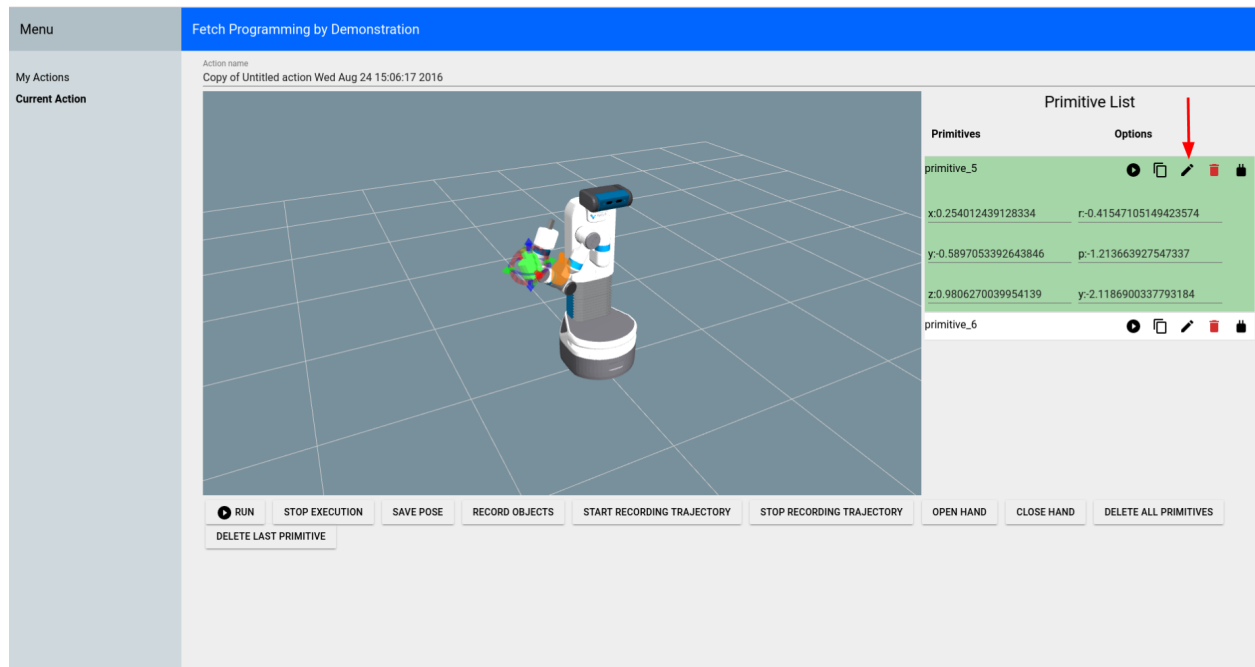 Menu
Fetch Programming by Demonstration
My Actions
Current Action
Action name
Copy of Untitled action Wed Aug 24 15:06:17 2016
Primitive List
Primitives Options
primitive_5
x:0.254012439128334 r:-0.41547105149423574
y:-0.5897053392643846 p:-1.213663927547337
z:0.9806270039954139 y:-2.1186900337793184
primitive_6
RUN STOP EXECUTION SAVE POSE RECORD OBJECTS START RECORDING TRAJECTORY STOP RECORDING TRAJECTORY OPEN HAND CLOSE HAND DELETE ALL PRIMITIVES
DELETE LAST PRIMITIVE